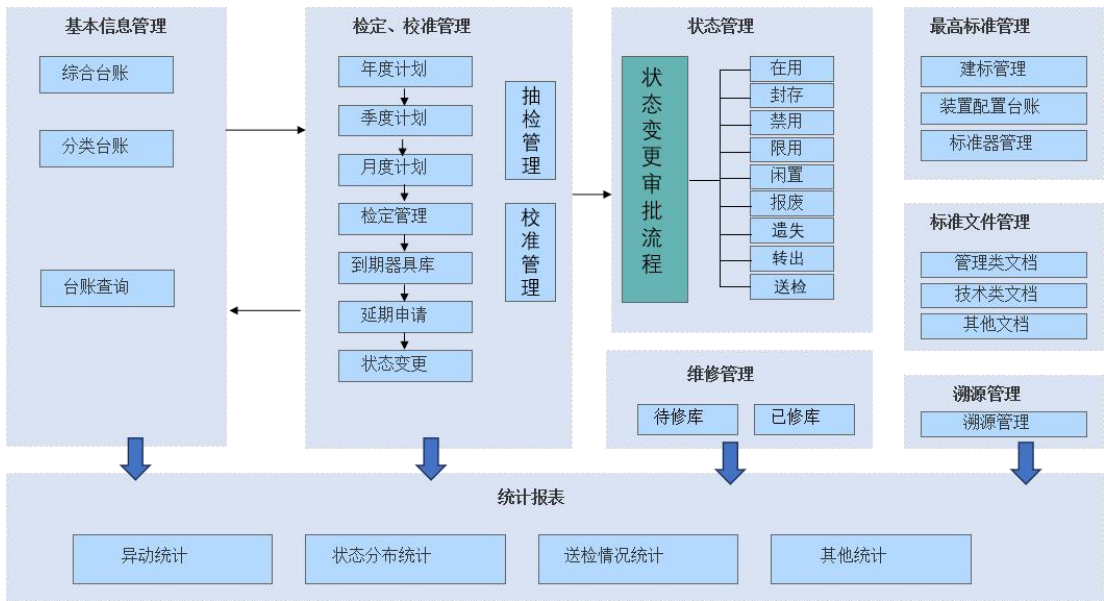 基本信息管理
综合台账
分类台账
台账查询
检定、校准管理
年度计划
季度计划
月度计划
检定管理
到期器具库
延期申请
状态变更
抽检管理
校准管理
状态管理
状态变更审批流程
在用
封存
禁用
限用
闲置
报废
遗失
转出
送检
维修管理
待修库
已修库
最高标准管理
建标管理
装置配置台账
标准器管理
标准文件管理
管理类文档
技术类文档
其他文档
溯源管理
溯源管理
统计报表
异动统计
状态分布统计
送检情况统计
其他统计